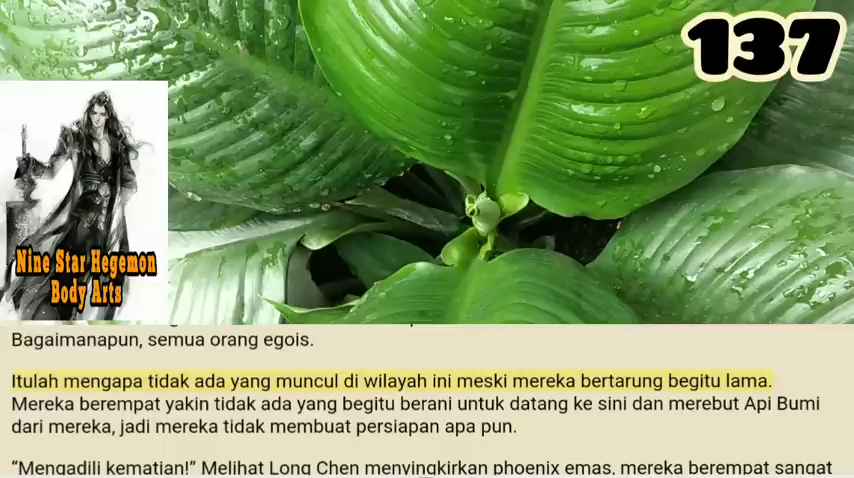 137
Nine Star Hegemon
Body Arts
Bagaimanapun, semua orang egois.
Itulah mengapa tidak ada yang muncul di wilayah ini meski mereka bertarung begitu lama.
Mereka berempat yakin tidak ada yang begitu berani untuk datang ke sini dan merebut Api Bumi
dari mereka, jadi mereka tidak membuat persiapan apa pun.
“Mengadili kematian!” Melihat Long Chen menyingkirkan phoenix emas, mereka berempat sangat